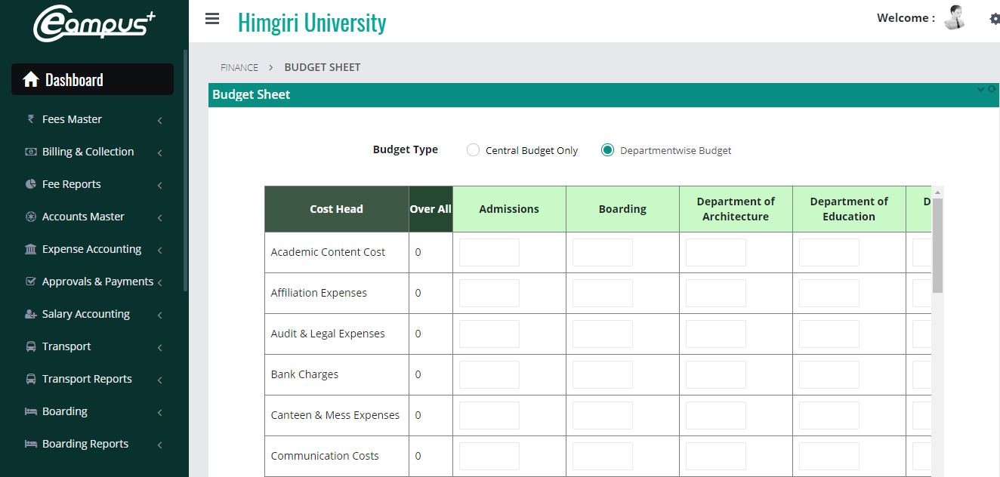 eampus+
Himgiri University
Welcome :
Dashboard
Fees Master
Billing & Collection
Fee Reports
Accounts Master
Expense Accounting
Approvals & Payments
Salary Accounting
Transport
Transport Reports
Boarding
Boarding Reports
FINANCE > BUDGET SHEET
Budget Sheet
Budget Type Central Budget Only Departmentwise Budget
Cost Head Over All Admissions Boarding Department of Architecture Department of Education D
Academic Content Cost 0
Affiliation Expenses 0
Audit & Legal Expenses 0
Bank Charges 0
Canteen & Mess Expenses 0
Communication Costs 0